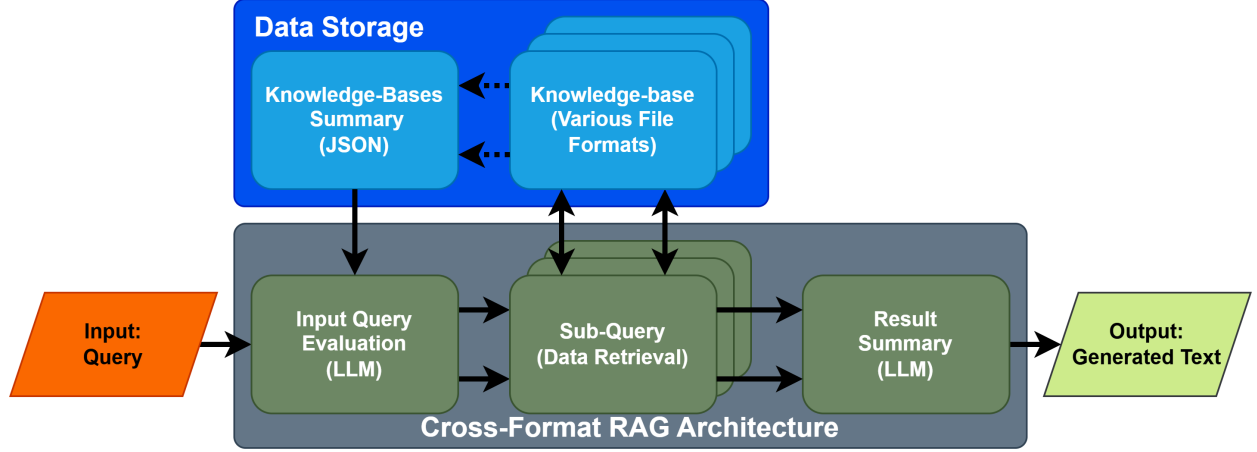 Data Storage
Knowledge-Bases
Summary
(JSON)
Knowledge-base
(Various File
Formats)
Input:
Query
Input Query
Evaluation
(LLM)
Sub-Query
(Data Retrieval)
Result
Summary
(LLM)
Output:
Generated Text
Cross-Format RAG Architecture